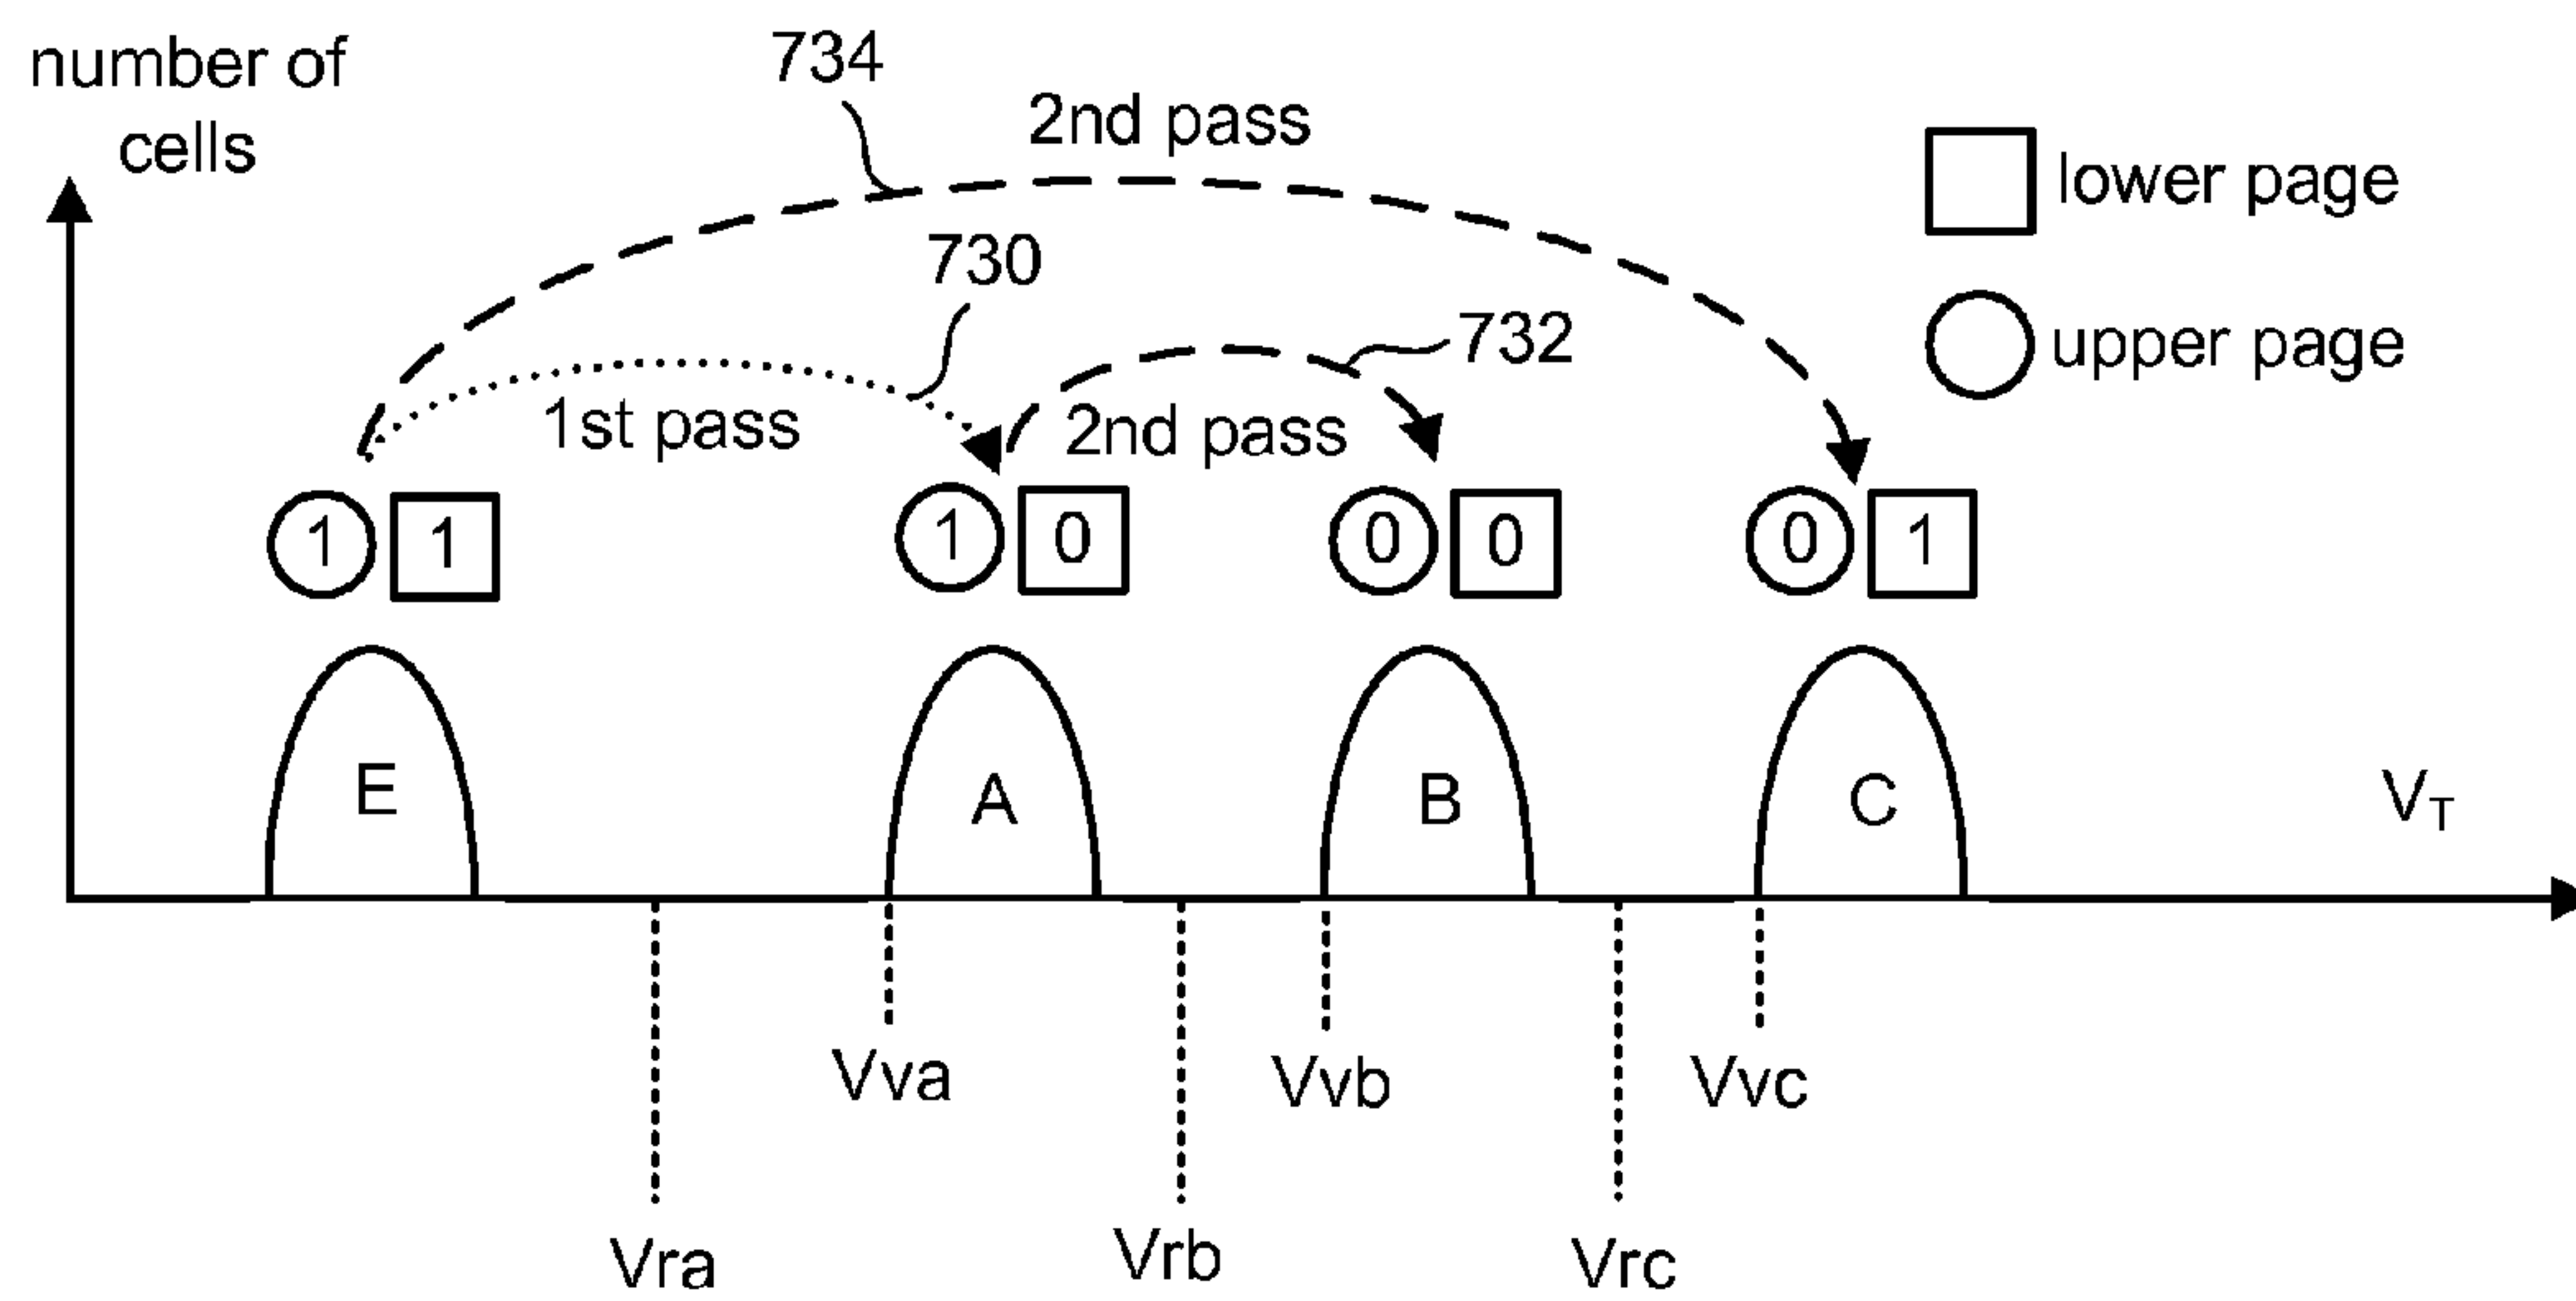 number of
cells
734
2nd pass
lower page
730
732
upper page
1st pass
2nd pass
1 1
1 0
0 0
0 1
E
A
B
C
VT
Vva
Vvb
Vvc
Vra
Vrb
Vrc